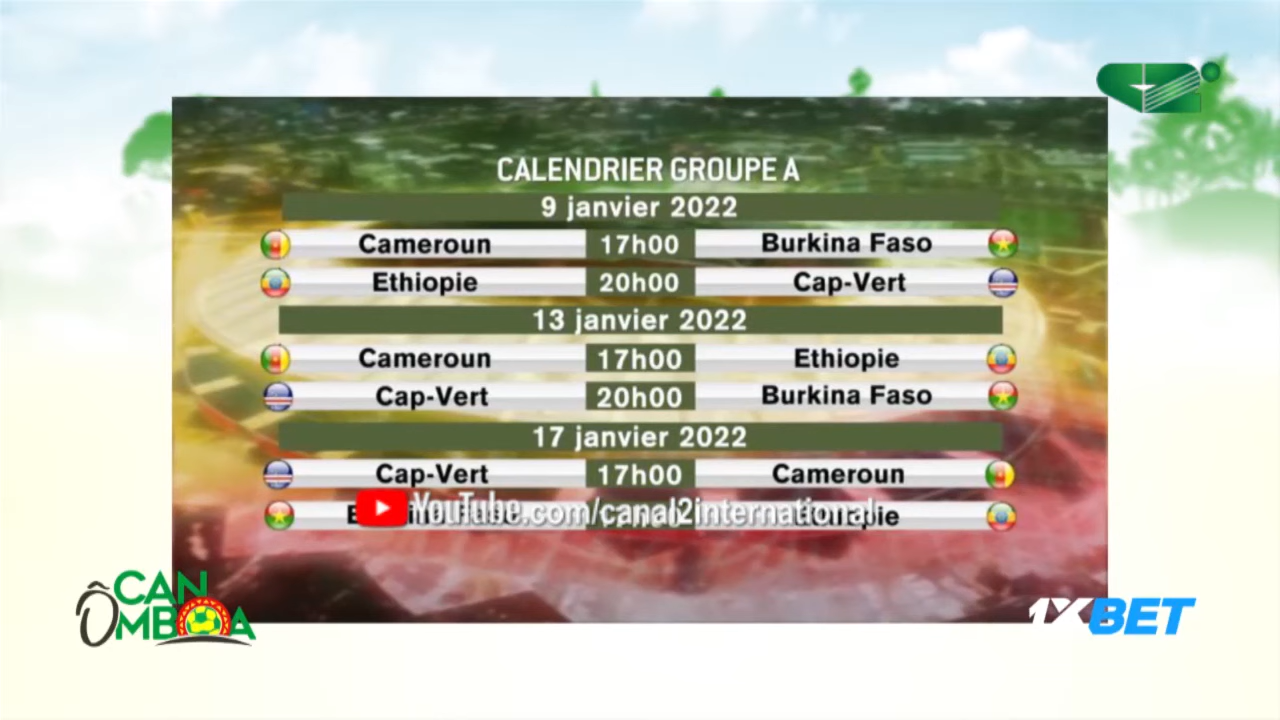 CALENDRIER GROUPE A
9 janvier 2022
Cameroun 17h00 Burkina Faso
Ethiopie 20h00 Cap-Vert
13 janvier 2022
Cameroun 17h00 Ethiopie
Cap-Vert 20h00 Burkina Faso
17 janvier 2022
Cap-Vert 17h00 Cameroun
YouTube.com/canal2international
CAN
Ô MBOA
1XBET